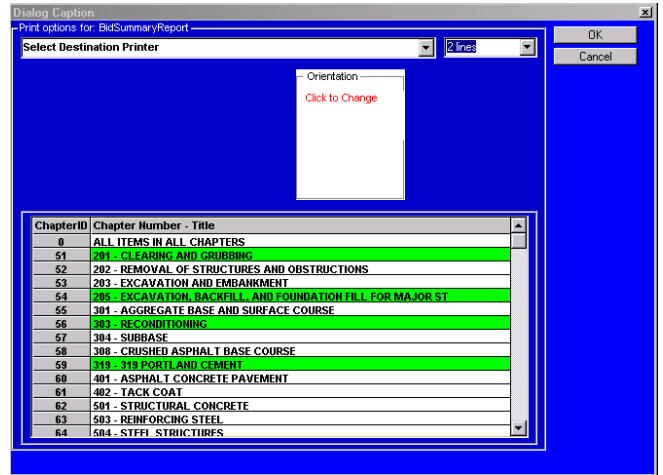 Dialog Caption
Print options for: BidSummaryReport
OK
Select Destination Printer
2 lines
Cancel
Orientation
Click to Change
ChapterID Chapter Number - Title
0 ALL ITEMS IN ALL CHAPTERS
51 201 - CLEARING AND GRUBBING
52 202 - REMOVAL OF STRUCTURES AND OBSTRUCTIONS
53 203 - EXCAVATION AND EMBANKMENT
54 205 - EXCAVATION, BACKFILL, AND FOUNDATION FILL FOR MAJOR ST
55 301 - AGGREGATE BASE AND SURFACE COURSE
56 303 - RECONDITIONING
57 304 - SUBBASE
58 308 - CRUSHED ASPHALT BASE COURSE
59 319 - 319 PORTLAND CEMENT
60 401 - ASPHALT CONCRETE PAVEMENT
61 402 - TACK COAT
62 501 - STRUCTURAL CONCRETE
63 503 - REINFORCING STEEL
64 504 - STEEL STRUCTURES